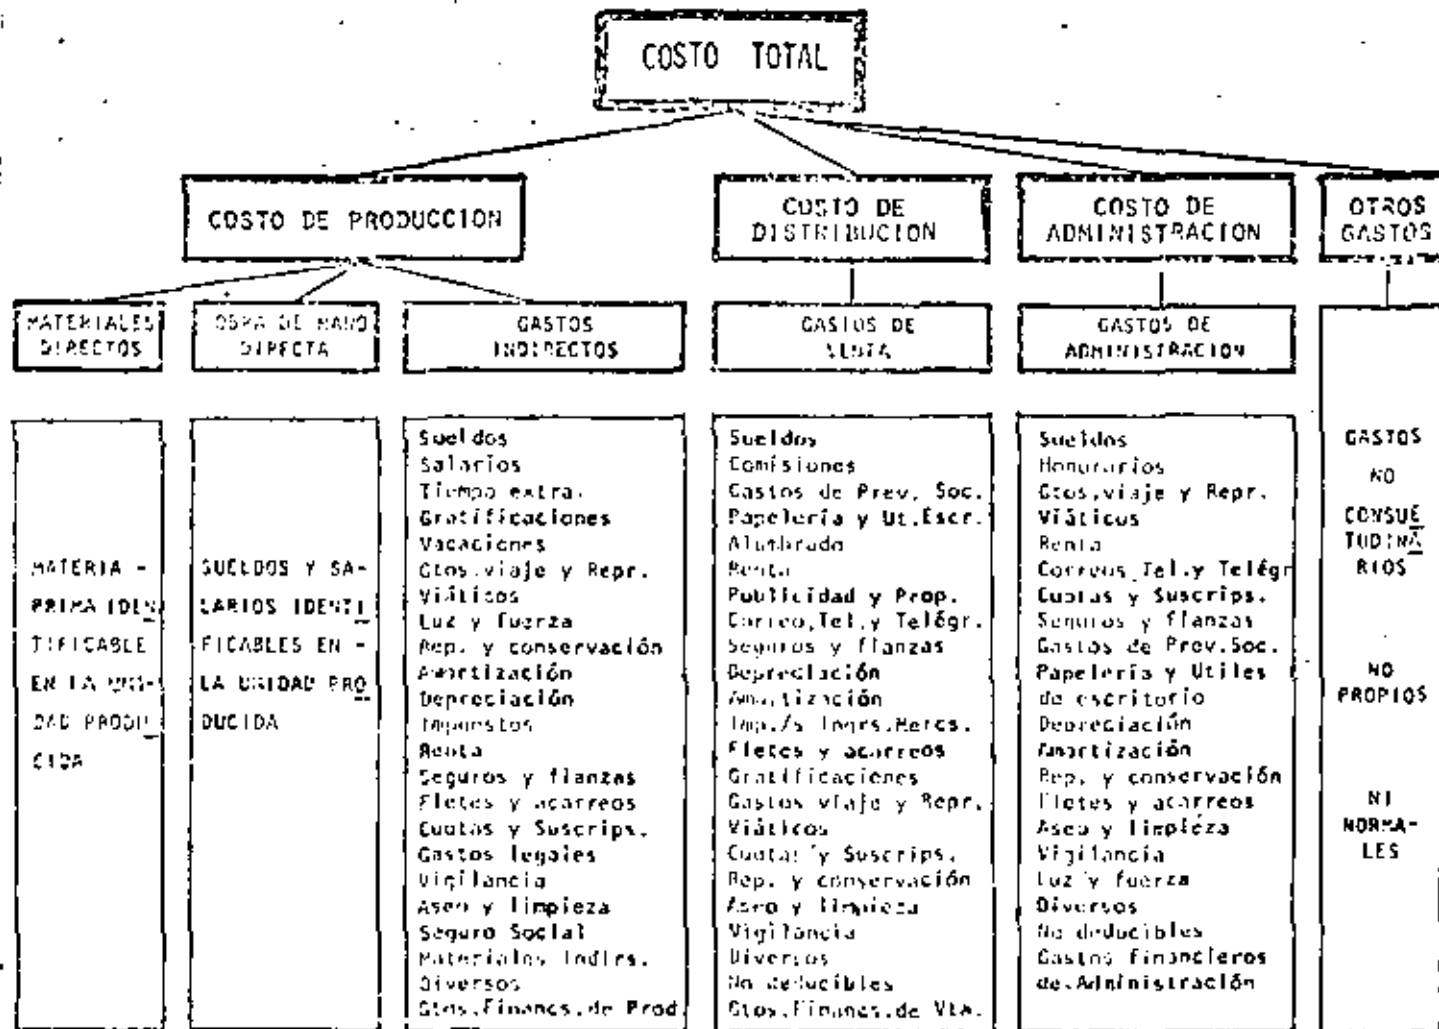 COSTO TOTAL
COSTO DE PRODUCCION
COSTO DE
DISTRIBUCION
COSTO DE
ADMINISTRACION
OTROS
GASTOS
MATERIALES
DIRECTOS
OBRA DE MANO
DIRECTA
GASTOS
INDIRECTOS
GASTOS DE
VENTA
GASTOS DE
ADMINISTRACION
MATERIA -
PRIMA IDEN
TIFICABLE
EN LA UNI-
DAD PRODU
CIDA
SUELDOS Y SA-
LARIOS IDENTI
FICABLES EN -
LA UNIDAD PRO
DUCIDA
Sueldos
Salarios
Tiempo extra.
Gratificaciones
Vacaciones
Gtos.viaje y Repr.
Viáticos
Luz y fuerza
Rep. y conservación
Amortización
Depreciación
Impuestos
Renta
Seguros y fianzas
Fletes y acarreos
Cuotas y Suscrips.
Gastos legales
Vigilancia
Aseo y limpieza
Seguro Social
Materiales Indirs.
Diversos
Gtos.Financs.de Prod.
Sueldos
Comisiones
Gastos de Prev. Soc.
Papelería y Ut.Escr.
Alumbrado
Renta
Publicidad y Prop.
Correo,Tel.y Telégr.
Seguros y fianzas
Depreciación
Amortización
Imp./s Ingrs.Mercs.
Fletes y acarreos
Gratificaciones
Gastos viaje y Repr.
Viáticos
Cuotas y Suscrips.
Rep. y conservación
Aseo y limpieza
Vigilancia
Diversos
No deducibles
Gtos.Financs.de Vta.
Sueldos
Honorarios
Gtos.viaje y Repr.
Viáticos
Renta
Correos,Tel.y Telégr
Cuotas y Suscrips.
Seguros y fianzas
Gastos de Prev.Soc.
Papelería y Utiles
de escritorio
Depreciación
Amortización
Rep. y conservación
Fletes y acarreos
Aseo y limpieza
Vigilancia
Luz y fuerza
Diversos
No deducibles
Gastos financieros
de.Administración
GASTOS
NO
CONSUE
TUDINA
RIOS
NO
PROPIOS
NI
NORMA-
LES